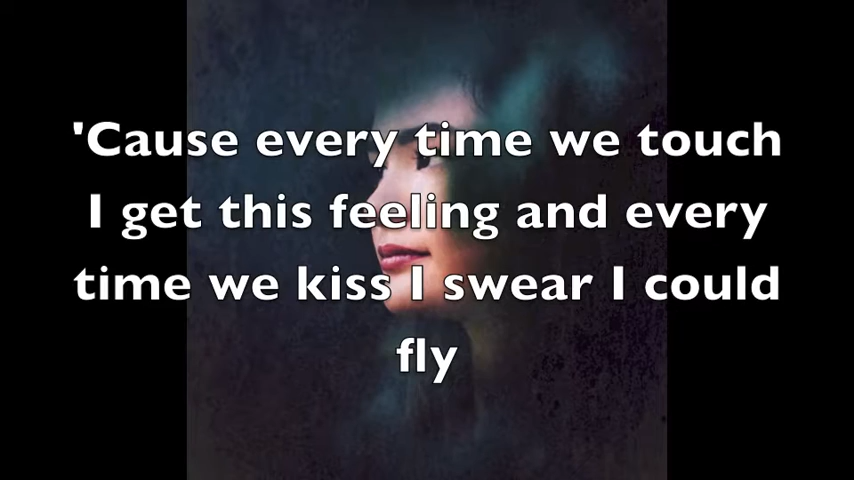 'Cause every time we touch
I get this feeling and every
time we kiss I swear I could
fly